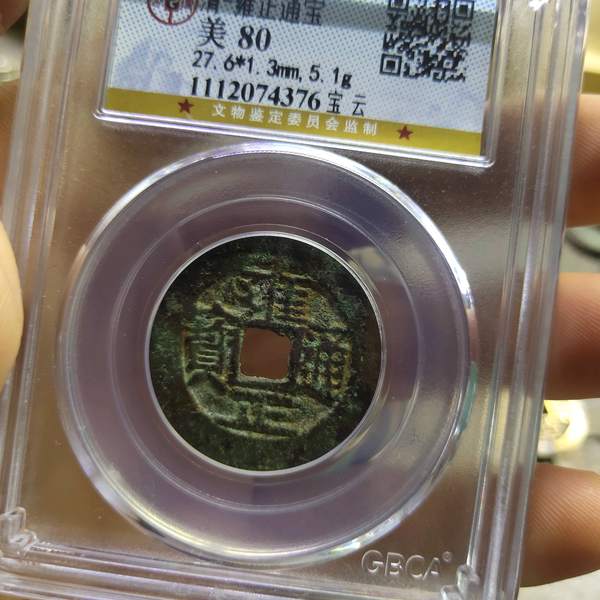 清·雍正通宝
美 80
27.6*1.3mm,5.1g
1112074376 宝云
★ 文物鉴定委员会监制 ★
雍正通寶
GBCA®